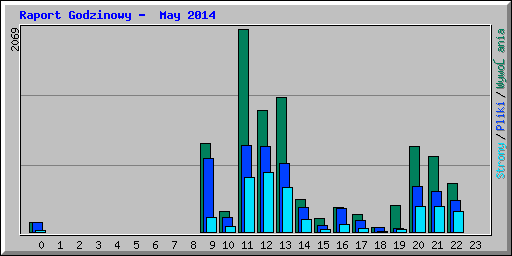 Raport Godzinowy - May 2014
2069
Strony / Pliki /
0 1 2 3 4 5 6 7 8 9 10 11 12 13 14 15 16 17 18 19 20 21 22 23